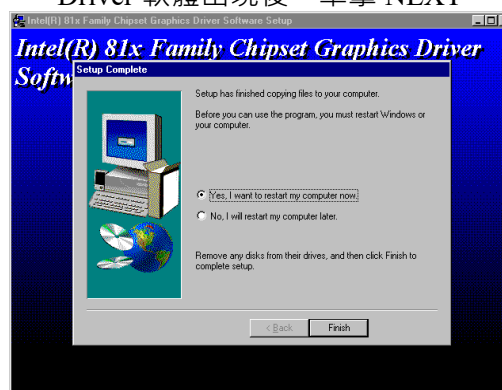 Driver 軟體出現後 單擊 NEXT
Intel(R) 81x Family Chipset Graphics Driver Software Setup
Intel(R) 81x Family Chipset Graphics Driver
Softw
Setup Complete
Setup has finished copying files to your computer.
Before you can use the program, you must restart Windows or
your computer.
Yes, I want to restart my computer now.
No, I will restart my computer later.
Remove any disks from their drives, and then click Finish to
complete setup.
< Back Finish